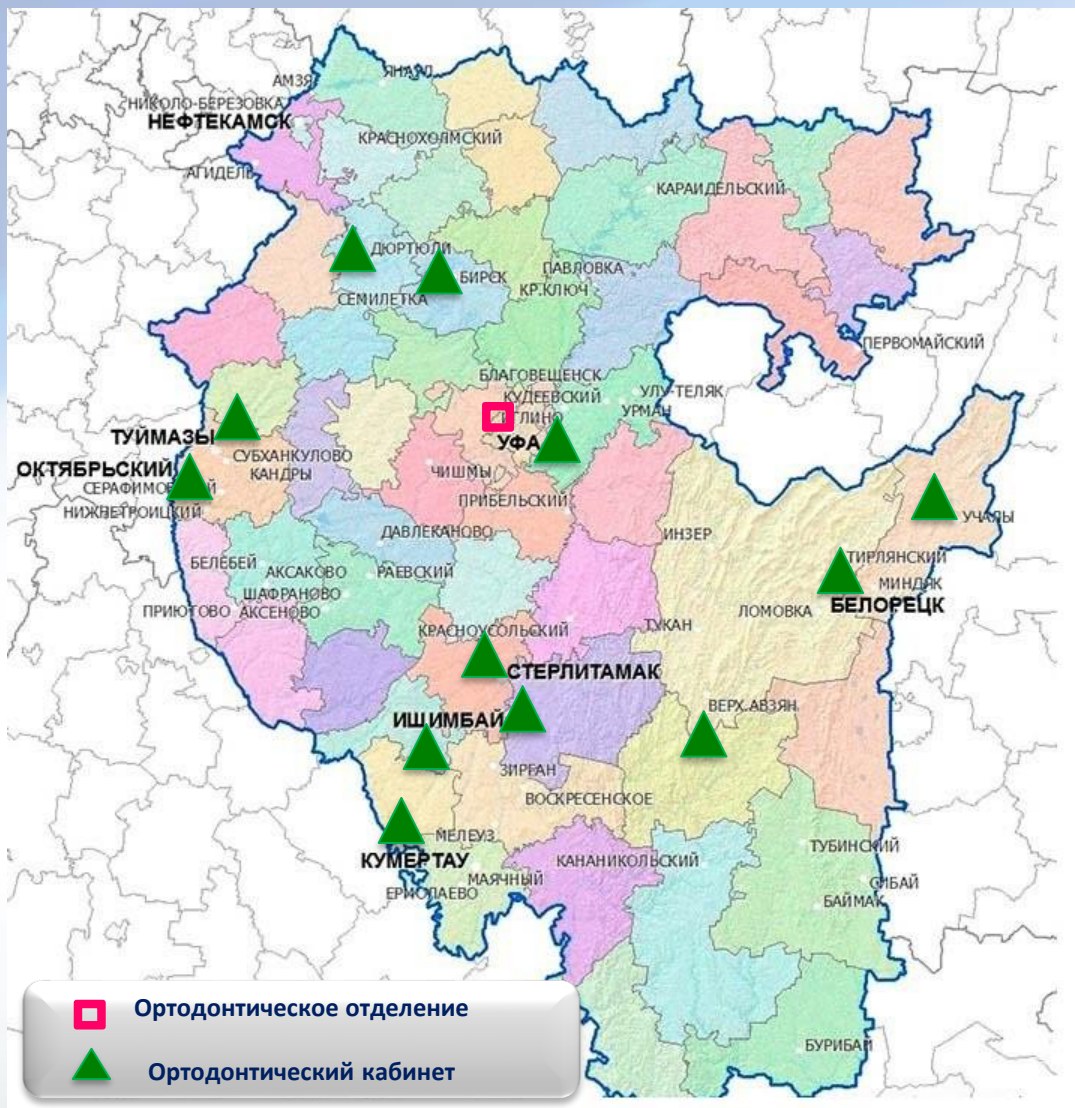 ЯНАУЛ
АМЗЯ
НИКОЛО-БЕРЕЗОВКА
НЕФТЕКАМСК
КРАСНОХОЛМСКИЙ
АГИДЕЛЬ
КАРАИДЕЛЬСКИЙ
ДЮРТЮЛИ
БИРСК
ПАВЛОВКА
КР.КЛЮЧ
СЕМИЛЕТКА
ПЕРВОМАЙСКИЙ
БЛАГОВЕЩЕНСК
КУДЕЕВСКИЙ
УЛУ-ТЕЛЯК
УРМАН
УФА
ТУЙМАЗЫ
СУБХАНКУЛОВО
ОКТЯБРЬСКИЙ
КАНДРЫ
ЧИШМЫ
НИЖНЕТРОИЦКИЙ
ПРИБЕЛЬСКИЙ
УЧАЛЫ
ДАВЛЕКАНОВО
ИНЗЕР
БЕЛЕБЕЙ
АКСАКОВО
РАЕВСКИЙ
ТИРЛЯНСКИЙ
МИНДЯК
ШАФРАНОВО
ПРИЮТОВО
АКСЕНОВО
ЛОМОВКА
БЕЛОРЕЦК
КРАСНОУСОЛЬСКИЙ
ТУКАН
СТЕРЛИТАМАК
ИШИМБАЙ
ВЕРХ.АВЗЯН
ЗИРГАН
ВОСКРЕСЕНСКОЕ
МЕЛЕУЗ
КУМЕРТАУ
МАЯЧНЫЙ
КАНАНИКОЛЬСКИЙ
ТУБИНСКИЙ
ЕРМОЛАЕВО
СИБАЙ
БАЙМАК
БУРИБАЙ
Ортодонтическое отделение
Ортодонтический кабинет